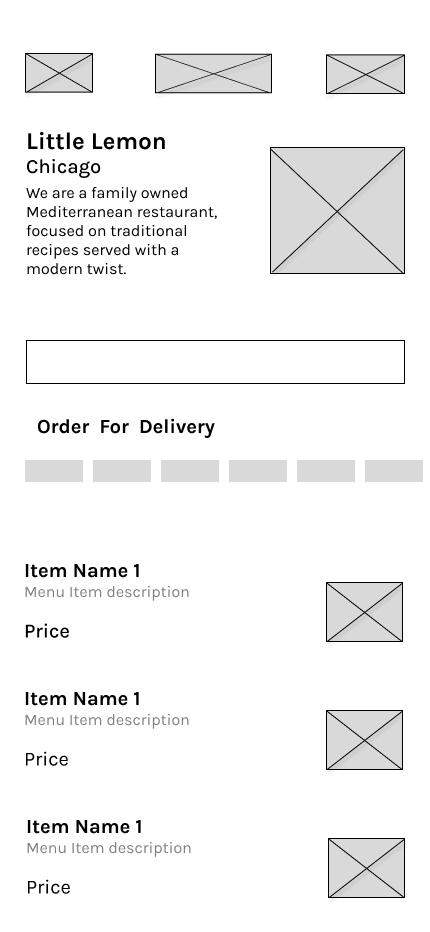 Little Lemon
Chicago
We are a family owned
Mediterranean restaurant,
focused on traditional
recipes served with a
modern twist.
Order For Delivery
Item Name 1
Menu Item description
Price
Item Name 1
Menu Item description
Price
Item Name 1
Menu Item description
Price